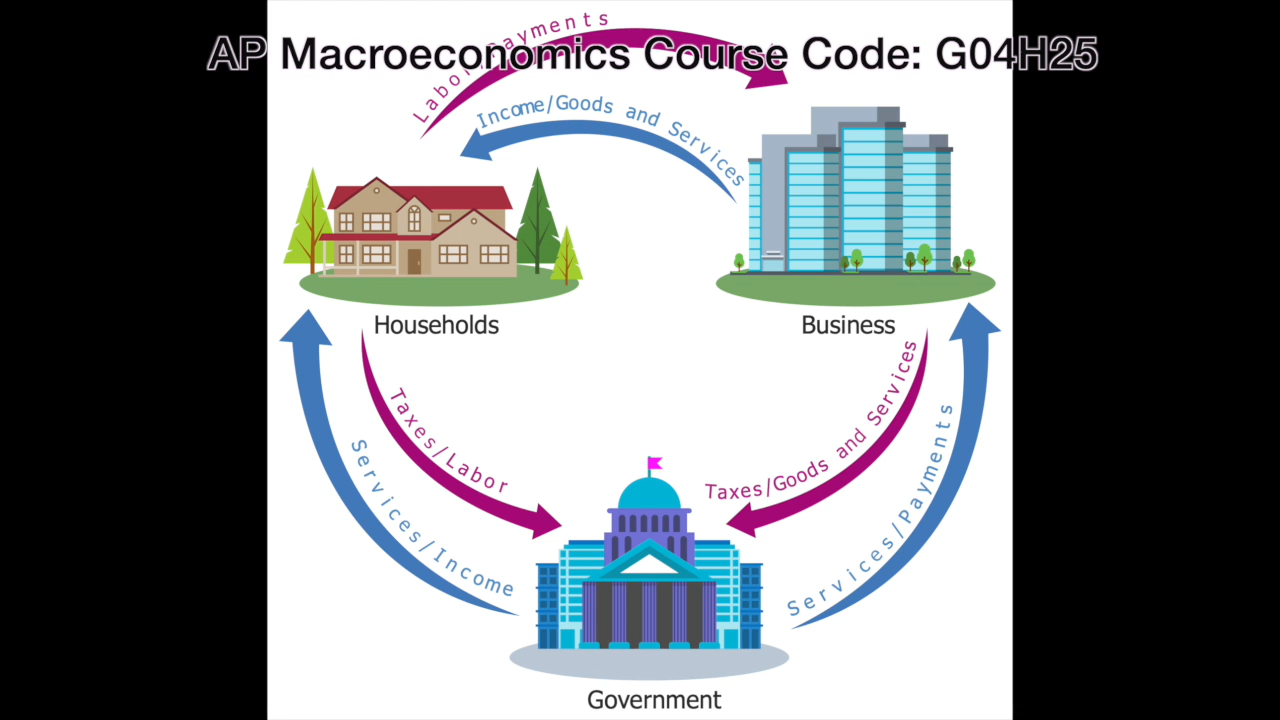 AP Macroeconomics Course Code: G04H25
Labor/Payments
Income/Goods and Services
Households
Business
Taxes/Labor
Taxes/Goods and Services
Services/Income
Services/Payments
Government